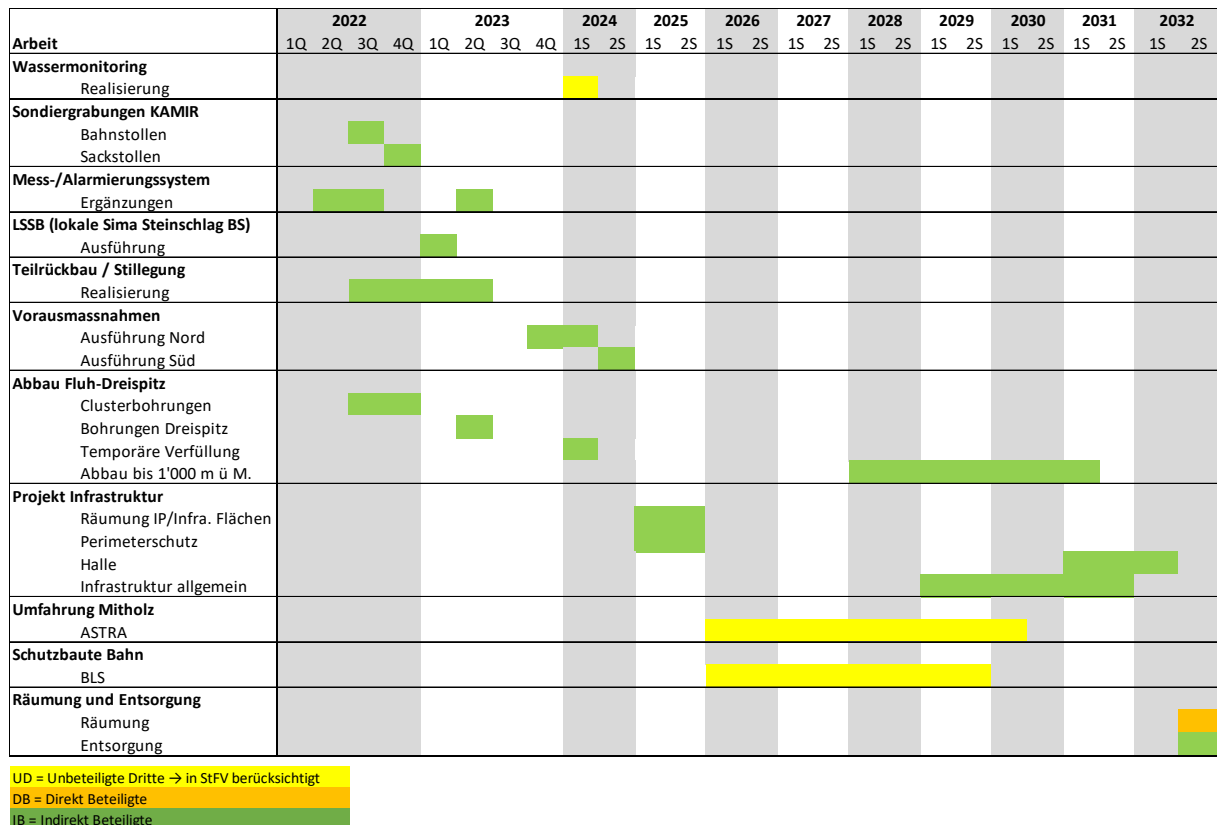 2022 2023 2024 2025 2026 2027 2028 2029 2030 2031 2032
Arbeit 1Q 2Q 3Q 4Q 1Q 2Q 3Q 4Q 1S 2S 1S 2S 1S 2S 1S 2S 1S 2S 1S 2S 1S 2S 1S 2S 1S 2S
Wassermonitoring
Realisierung
Sondiergrabungen KAMIR
Bahnstollen
Sackstollen
Mess-/Alarmierungssystem
Ergänzungen
LSSB (lokale Sima Steinschlag BS)
Ausführung
Teilrückbau / Stillegung
Realisierung
Vorausmassnahmen
Ausführung Nord
Ausführung Süd
Abbau Fluh-Dreispitz
Clusterbohrungen
Bohrungen Dreispitz
Temporäre Verfüllung
Abbau bis 1'000 m ü M.
Projekt Infrastruktur
Räumung IP/Infra. Flächen
Perimeterschutz
Halle
Infrastruktur allgemein
Umfahrung Mitholz
ASTRA
Schutzbaute Bahn
BLS
Räumung und Entsorgung
Räumung
Entsorgung
UD = Unbeteiligte Dritte → in StFV berücksichtigt
DB = Direkt Beteiligte
IB = Indirekt Beteiligte